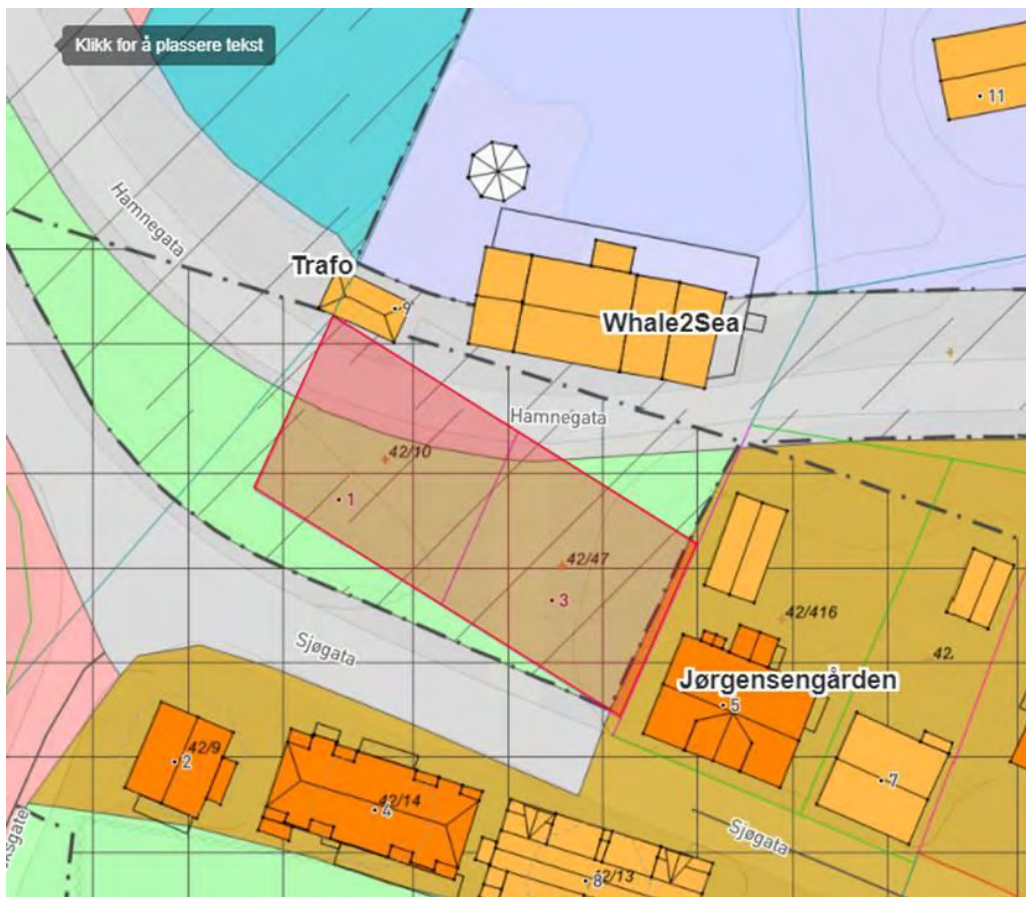 Klikk for å plassere tekst
11
Hamnegata
Trafo
9
Whale2Sea
Hamnegata
42/10
1
42/47
3
42/416
42.
Sjøgata
Jørgensengården
5
42/9
2
7
42/14
4
Sjøgata
42/13
8